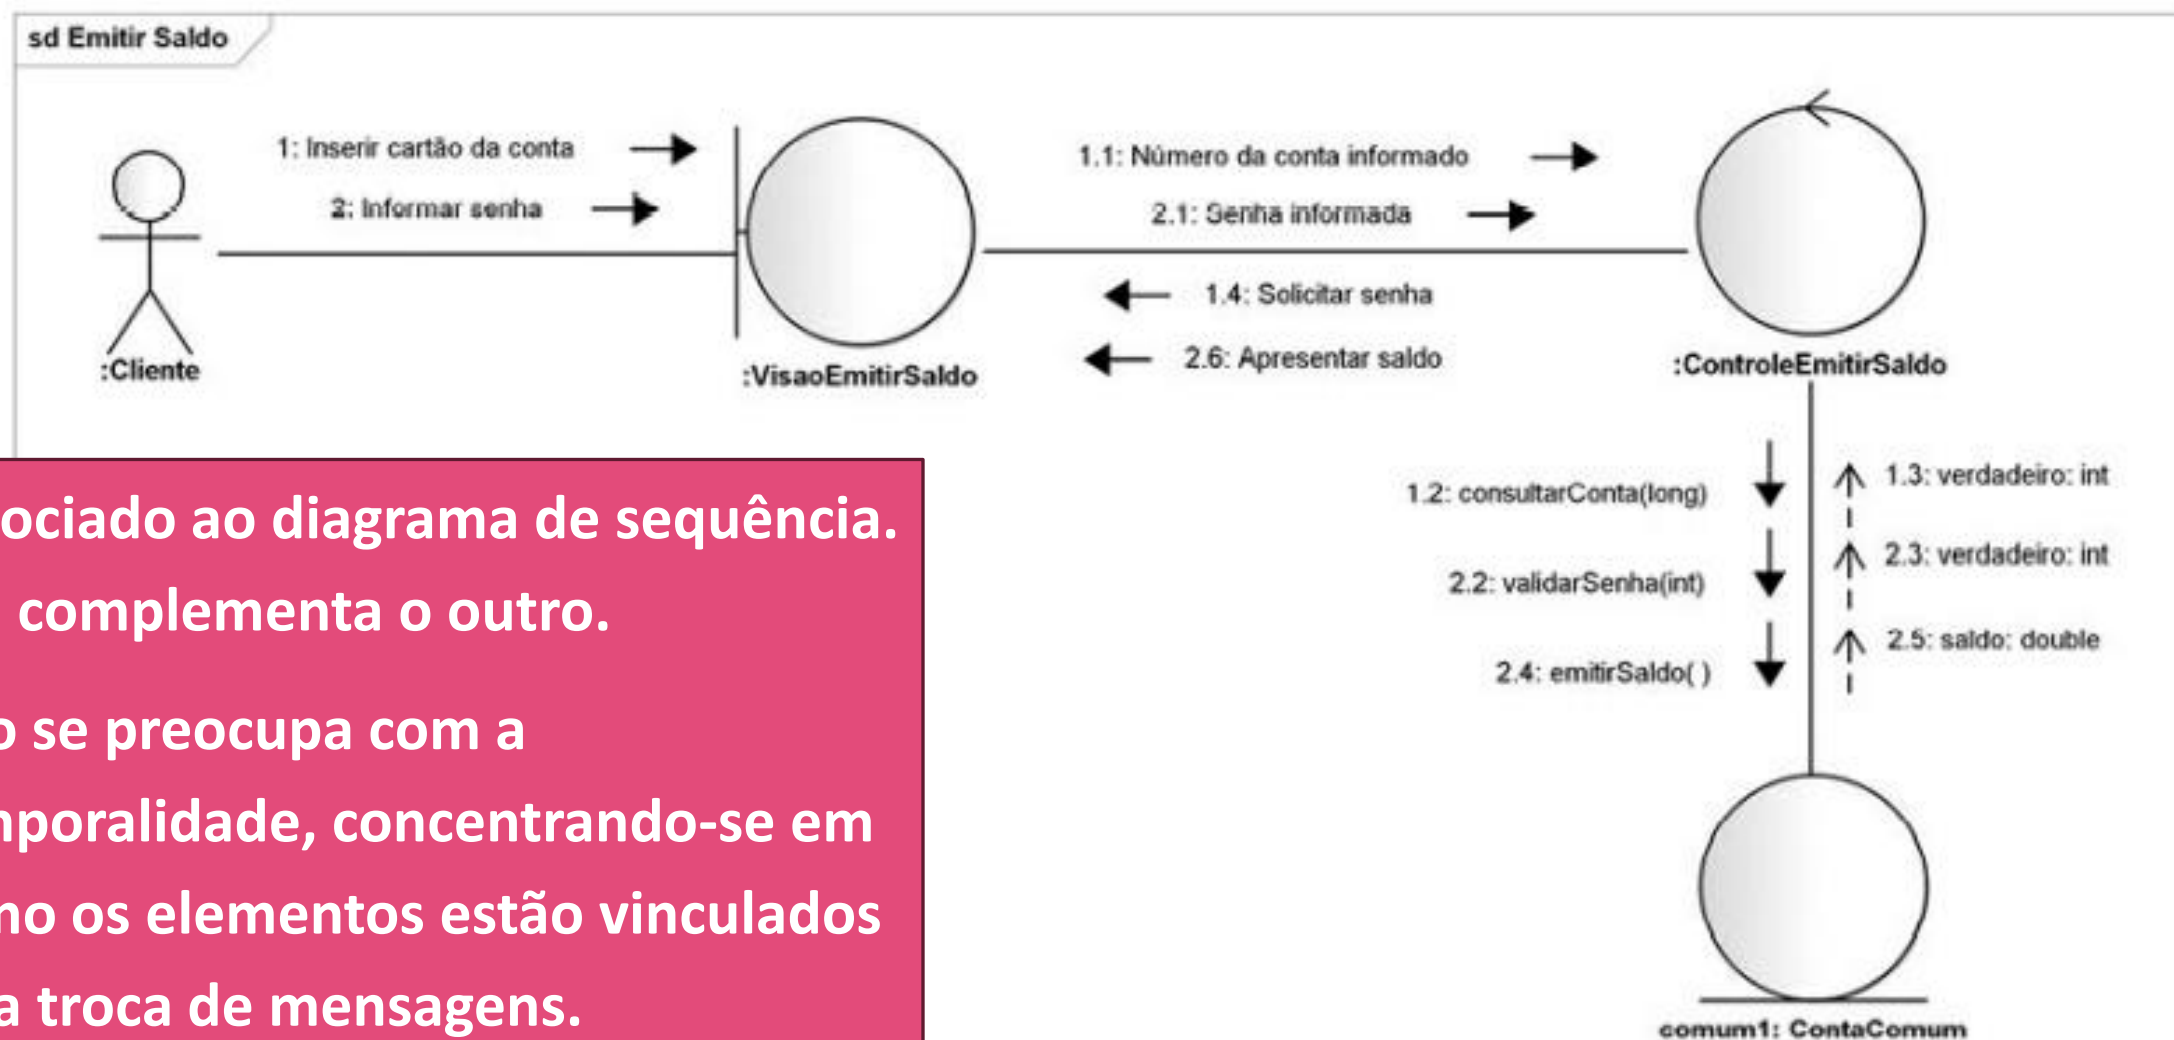 sd Emitir Saldo
1: Inserir cartão da conta
2: Informar senha
1.1: Número da conta informado
2.1: Senha informada
1.4: Solicitar senha
2.6: Apresentar saldo
:Cliente
:VisaoEmitirSaldo
:ControleEmitirSaldo
1.2: consultarConta(long)
1.3: verdadeiro: int
2.2: validarSenha(int)
2.3: verdadeiro: int
2.4: emitirSaldo( )
2.5: saldo: double
comum1: ContaComum
ociado ao diagrama de sequência.
complementa o outro.
o se preocupa com a
nporalidade, concentrando-se em
no os elementos estão vinculados
a troca de mensagens.